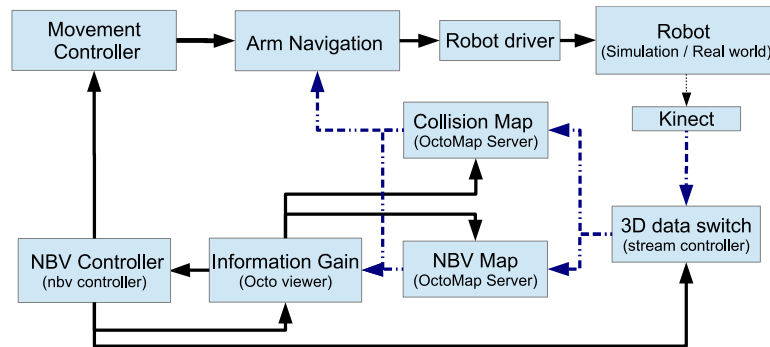 Movement
Controller
Arm Navigation
Robot driver
Robot
(Simulation / Real world)
Kinect
Collision Map
(OctoMap Server)
3D data switch
(stream controller)
NBV Controller
(nbv controller)
Information Gain
(Octo viewer)
NBV Map
(OctoMap Server)